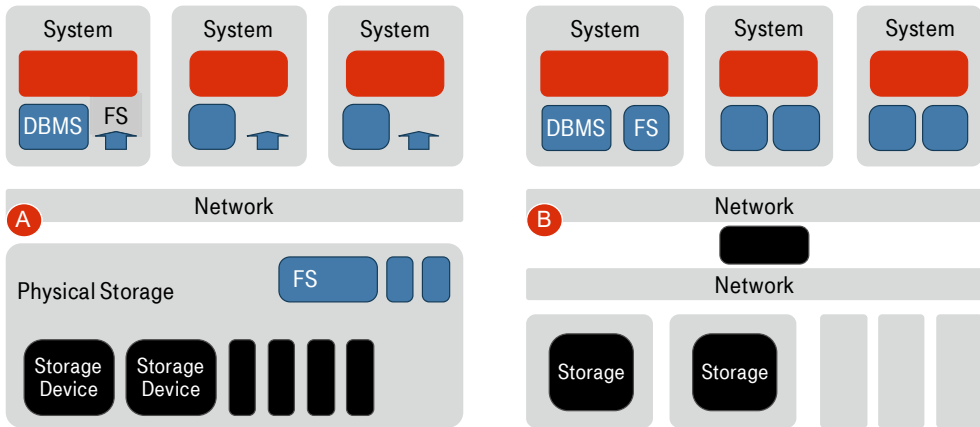 System
System
System
DBMS
FS
Network
A
FS
Physical Storage
Storage
Device
Storage
Device
System
System
System
DBMS
FS
Network
B
Network
Storage
Storage